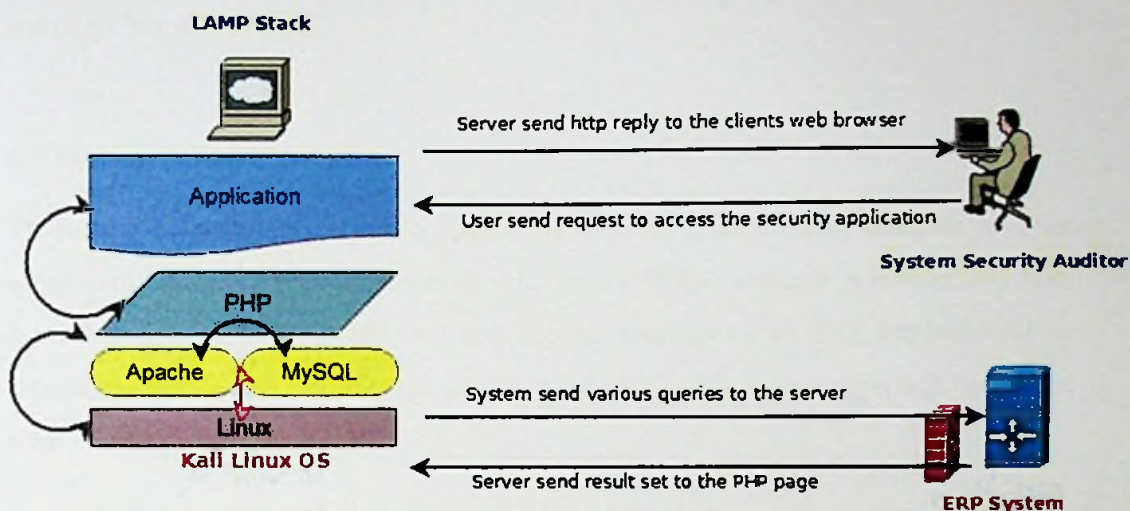 LAMP Stack
Server send http reply to the clients web browser
Application
User send request to access the security application
System Security Auditor
PHP
Apache
MySQL
System send various queries to the server
Linux
Kali Linux OS
Server send result set to the PHP page
ERP System